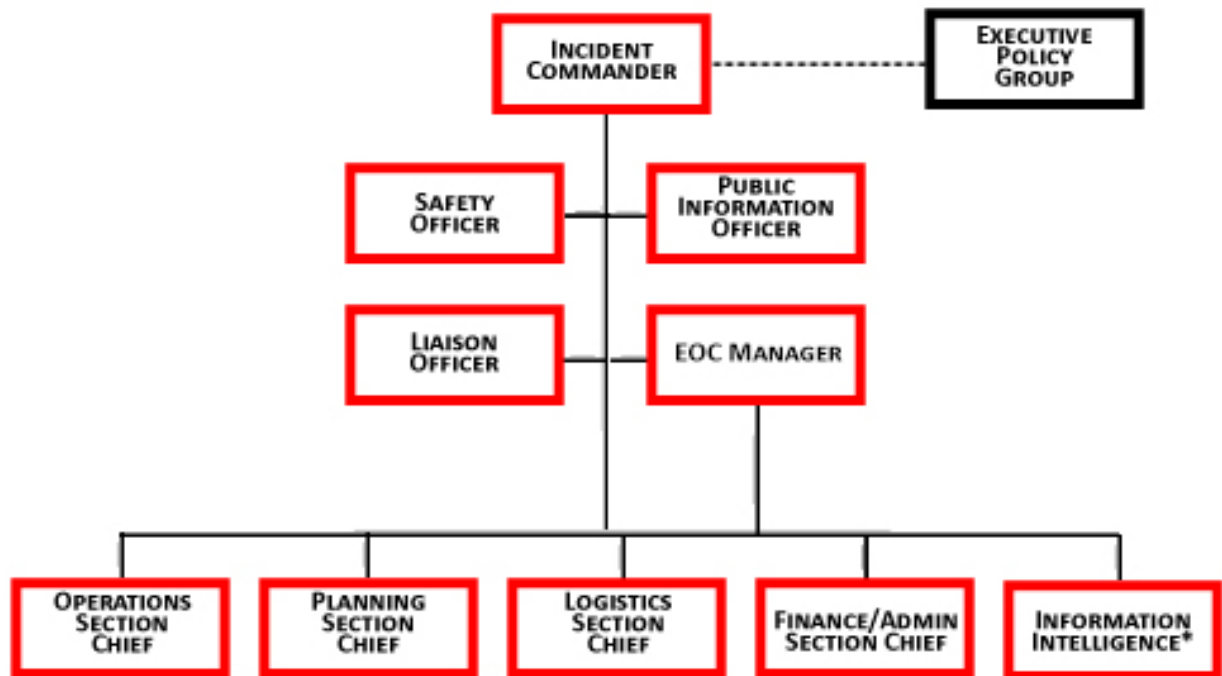 INCIDENT
COMMANDER
EXECUTIVE
POLICY
GROUP
SAFETY
OFFICER
PUBLIC
INFORMATION
OFFICER
LIAISON
OFFICER
EOC MANAGER
OPERATIONS
SECTION
CHIEF
PLANNING
SECTION
CHIEF
LOGISTICS
SECTION
CHIEF
FINANCE/ADMIN
SECTION CHIEF
INFORMATION
INTELLIGENCE*